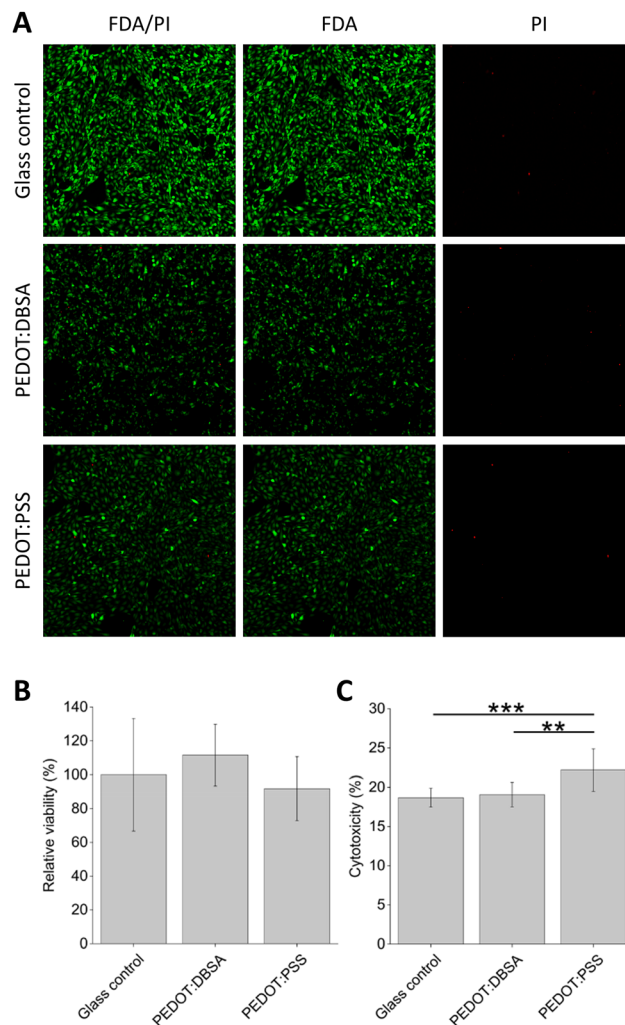 A
FDA/PI
FDA
PI
Glass control
PEDOT:DBSA
PEDOT:PSS
B
Relative viability (%)
140
120
100
80
60
40
20
0
Glass control
PEDOT:DBSA
PEDOT:PSS
C
Cytotoxicity (%)
30
25
20
15
10
5
0
***
**
Glass control
PEDOT:DBSA
PEDOT:PSS